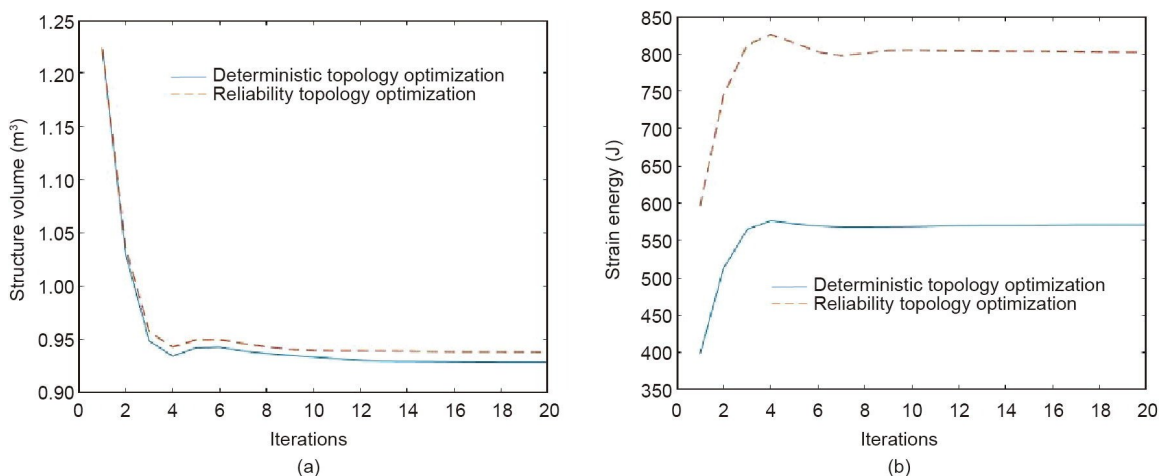 Structure volume (m³)
1.25
1.20
1.15
1.10
1.05
1.00
0.95
0.90
0 2 4 6 8 10 12 14 16 18 20
Iterations
Deterministic topology optimization
Reliability topology optimization
(a)
Strain energy (J)
850
800
750
700
650
600
550
500
450
400
350
0 2 4 6 8 10 12 14 16 18 20
Iterations
Deterministic topology optimization
Reliability topology optimization
(b)